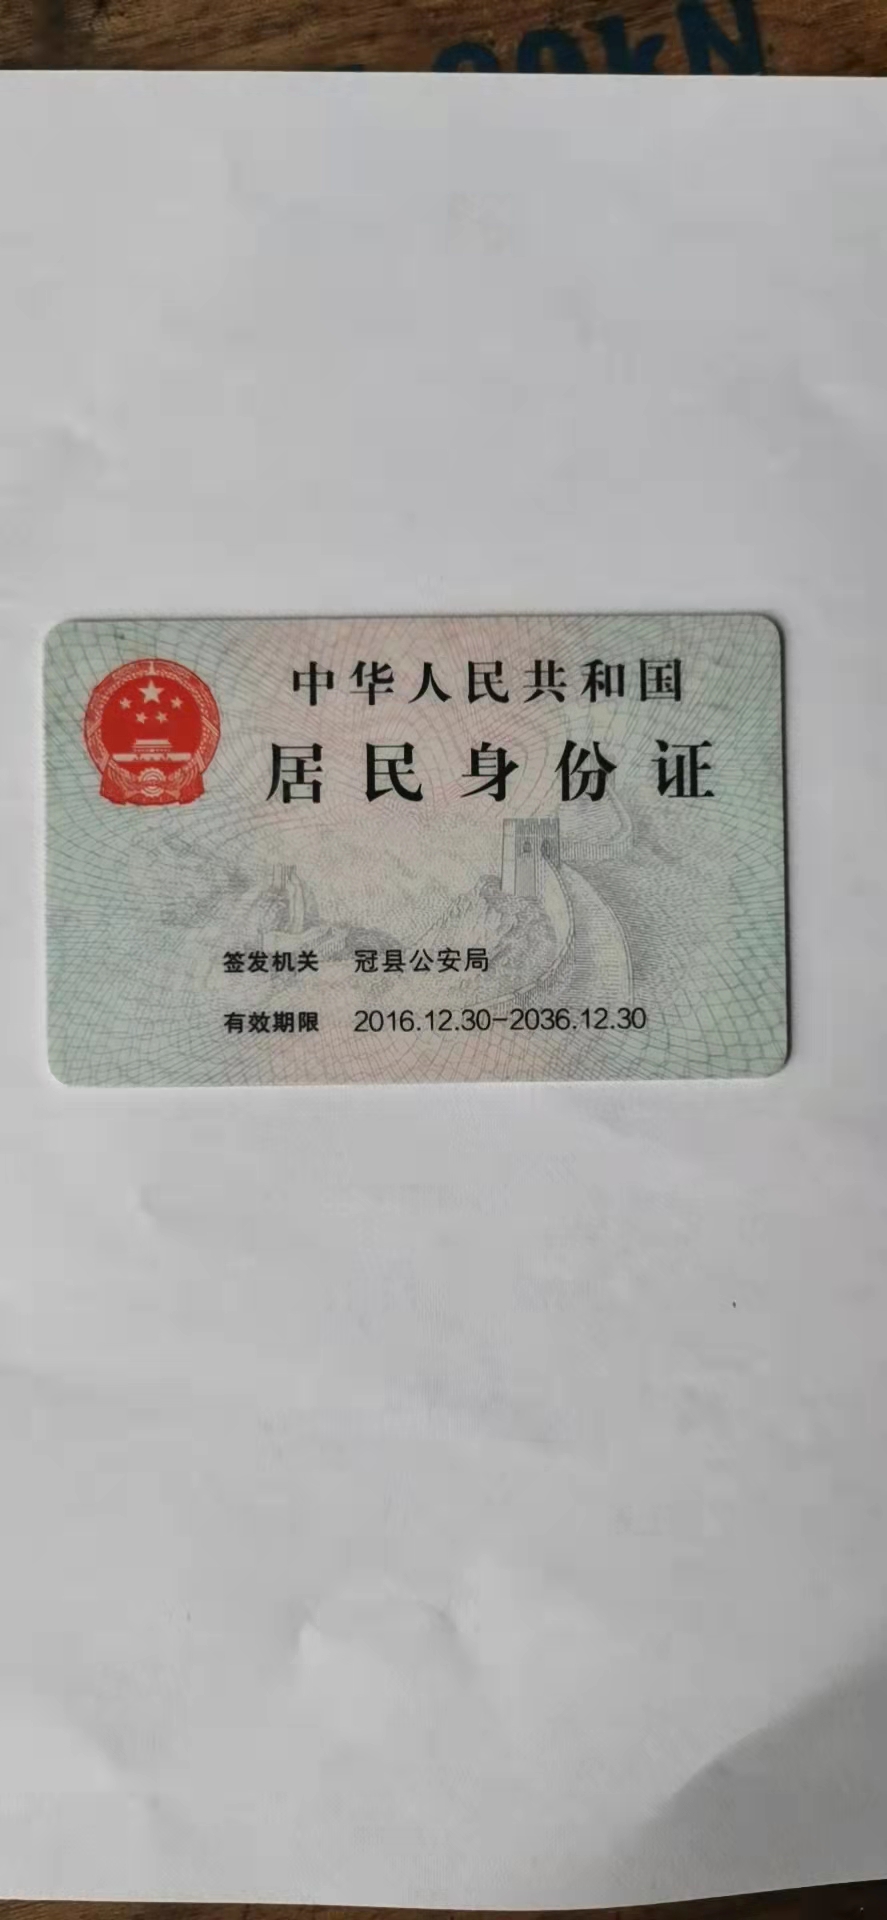 20kN
中华人民共和国
居民身份证
签发机关 冠县公安局
有效期限 2016.12.30-2036.12.30